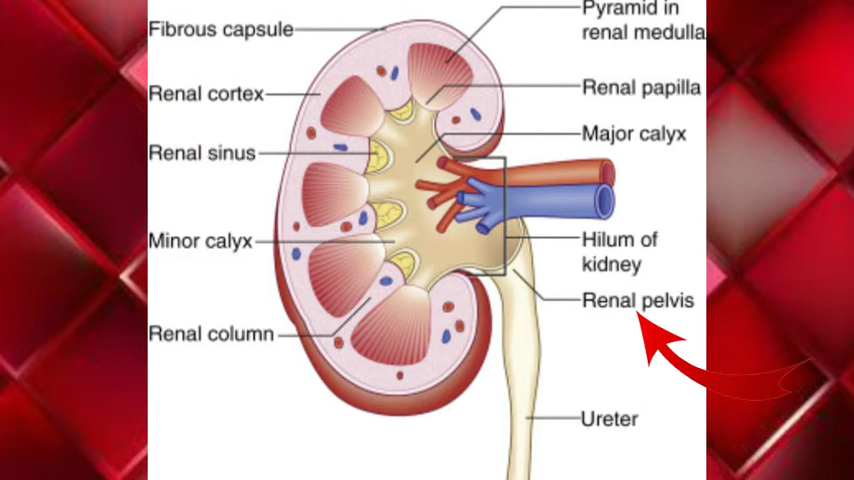 Fibrous capsule
Renal cortex
Renal sinus
Minor calyx
Renal column
Pyramid in
renal medulla
Renal papilla
Major calyx
Hilum of
kidney
Renal pelvis
Ureter